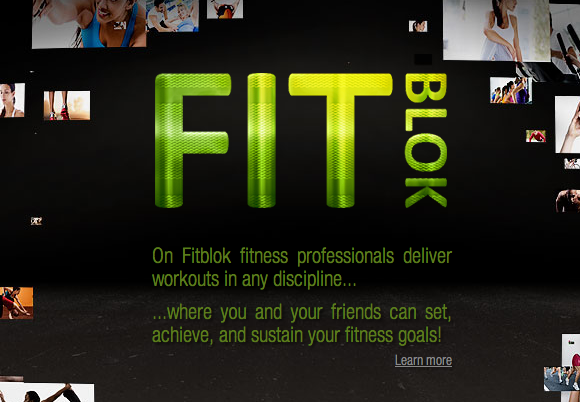 FIT
BLOK
On Fitblok fitness professionals deliver
workouts in any discipline...
...where you and your friends can set,
achieve, and sustain your fitness goals!
Learn more